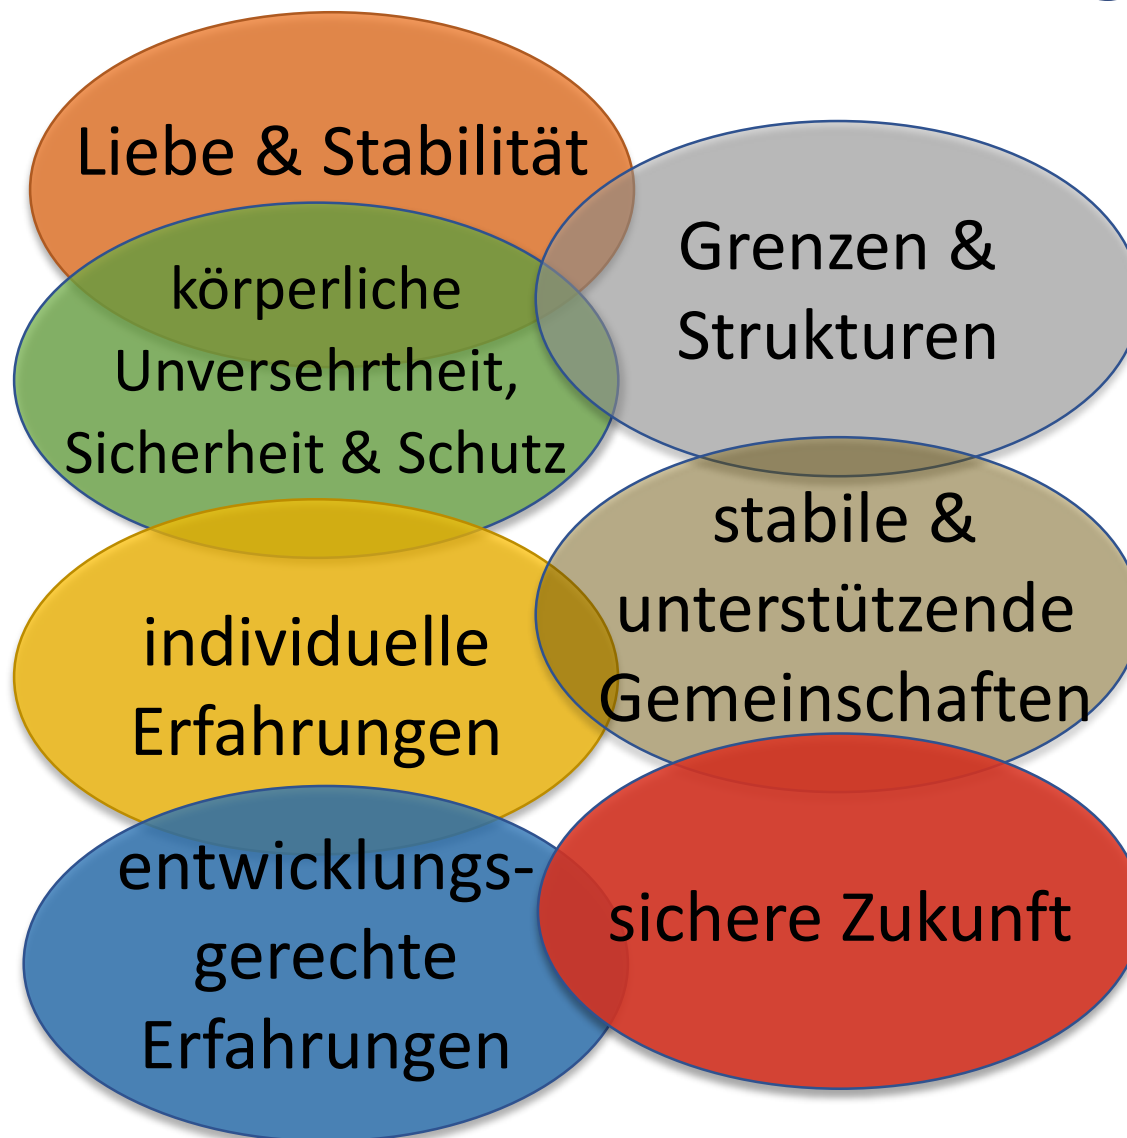 Liebe & Stabilität
körperliche
Unversehrtheit,
Sicherheit & Schutz
individuelle
Erfahrungen
entwicklungs-
gerechte
Erfahrungen
Grenzen &
Strukturen
stabile &
unterstützende
Gemeinschaften
sichere Zukunft